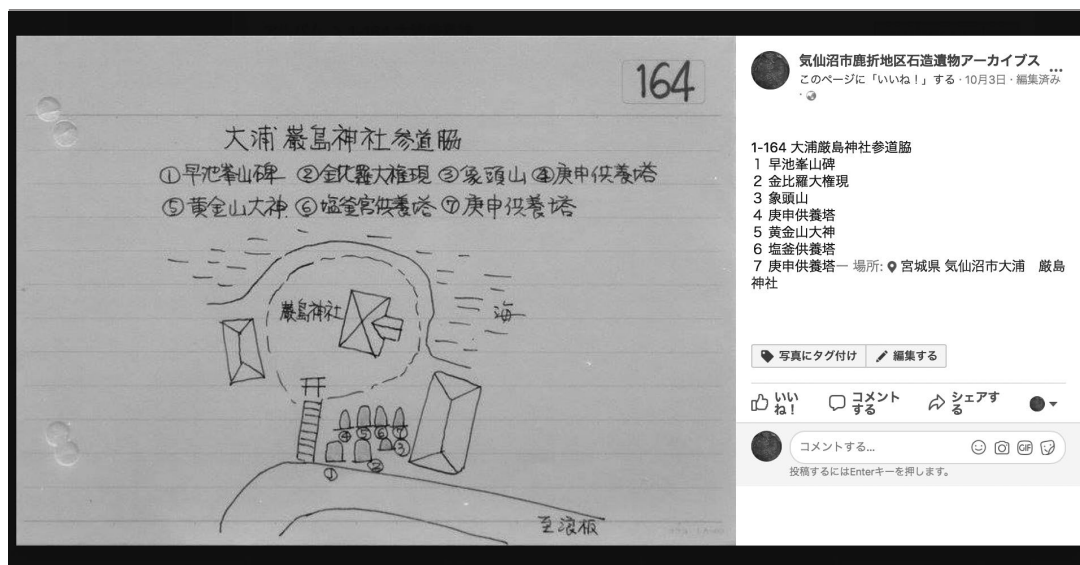 164
大浦 厳島神社参道脇
①早池峯山碑 ②金比羅大権現 ③象頭山 ④庚申供養塔
⑤黄金山大神 ⑥塩釜宮供養塔 ⑦庚申供養塔
厳島神社
海
④ ⑤ ⑥ ⑦
③
①
②
至浪板
気仙沼市鹿折地区石造遺物アーカイブス
このページに「いいね！」する · 10月3日 · 編集済み
1-164 大浦厳島神社参道脇
1 早池峯山碑
2 金比羅大権現
3 象頭山
4 庚申供養塔
5 黄金山大神
6 塩釜供養塔
7 庚申供養塔— 場所: 宮城県 気仙沼市大浦　厳島
神社
写真にタグ付け 編集する
いいね！ コメントする シェアする
コメントする... GIF
投稿するにはEnterキーを押します。